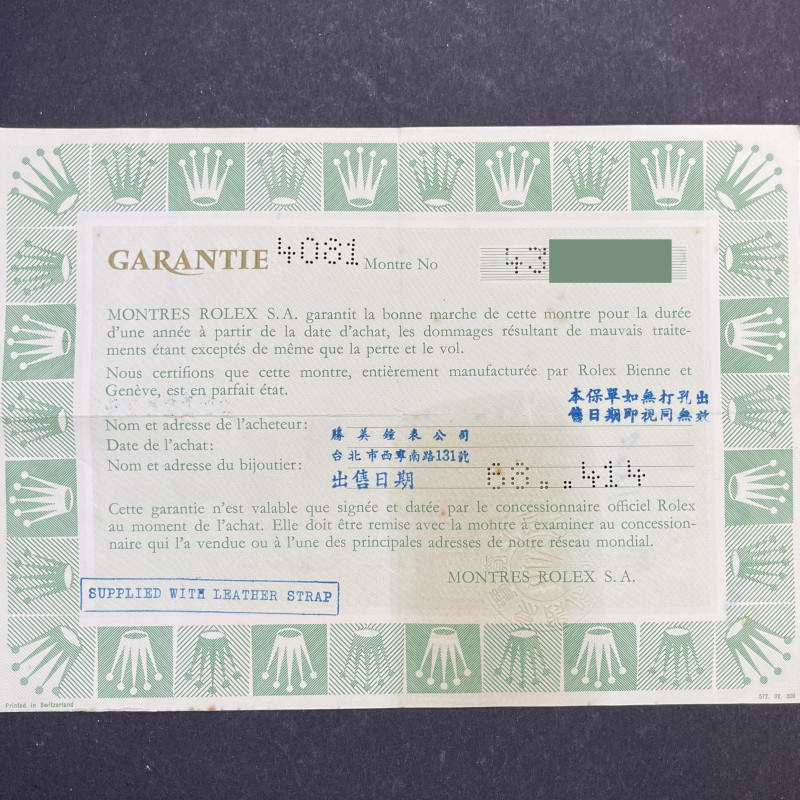 GARANTIE 4081 Montre No 43
MONTRES ROLEX S.A. garantit la bonne marche de cette montre pour la durée
d'une année à partir de la date d'achat, les dommages résultant de mauvais traite-
ments étant exceptés de même que la perte et le vol.
Nous certifions que cette montre, entièrement manufacturée par Rolex Bienne et
Genève, est en parfait état.
本保單如無打孔出
售日期即視同無效
Nom et adresse de l'acheteur:
Date de l'achat:
Nom et adresse du bijoutier:
勝美鐘表公司
台北市西寧南路131號
出售日期 68..414
Cette garantie n'est valable que signée et datée par le concessionnaire officiel Rolex
au moment de l'achat. Elle doit être remise avec la montre à examiner au concession-
naire qui l'a vendue ou à l'une des principales adresses de notre réseau mondial.
MONTRES ROLEX S.A.
SUPPLIED WITH LEATHER STRAP
Printed in Switzerland